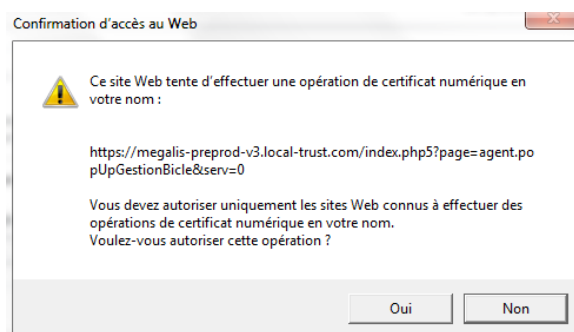 Confirmation d'accès au Web
Ce site Web tente d'effectuer une opération de certificat numérique en
votre nom :
https://megalis-preprod-v3.local-trust.com/index.php5?page=agent.po
pUpGestionBicle&serv=0
Vous devez autoriser uniquement les sites Web connus à effectuer des
opérations de certificat numérique en votre nom.
Voulez-vous autoriser cette opération ?
Oui
Non